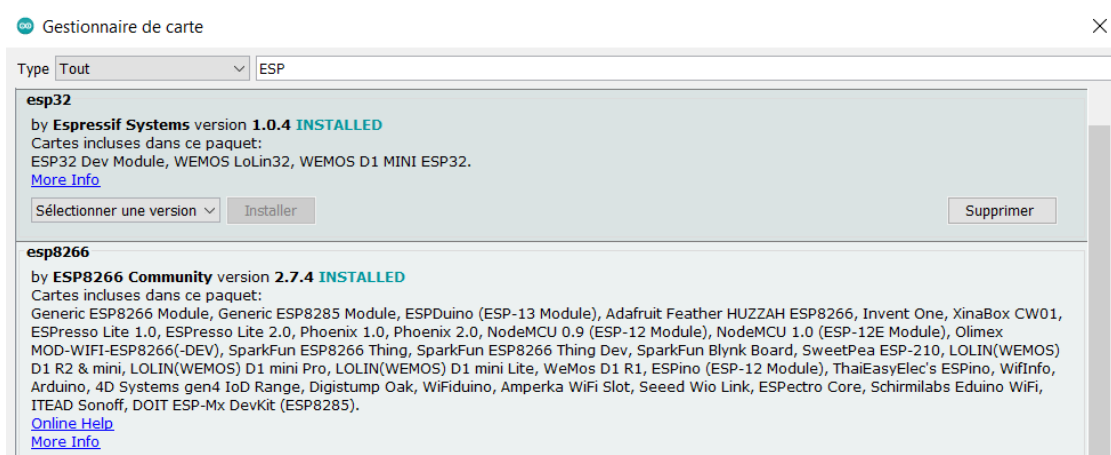 Gestionnaire de carte
Type Tout ESP
esp32
by Espressif Systems version 1.0.4 INSTALLED
Cartes incluses dans ce paquet:
ESP32 Dev Module, WEMOS LoLin32, WEMOS D1 MINI ESP32.
More Info
Sélectionner une version Installer Supprimer
esp8266
by ESP8266 Community version 2.7.4 INSTALLED
Cartes incluses dans ce paquet:
Generic ESP8266 Module, Generic ESP8285 Module, ESPDuino (ESP-13 Module), Adafruit Feather HUZZAH ESP8266, Invent One, XinaBox CW01,
ESPresso Lite 1.0, ESPresso Lite 2.0, Phoenix 1.0, Phoenix 2.0, NodeMCU 0.9 (ESP-12 Module), NodeMCU 1.0 (ESP-12E Module), Olimex
MOD-WIFI-ESP8266(-DEV), SparkFun ESP8266 Thing, SparkFun ESP8266 Thing Dev, SparkFun Blynk Board, SweetPea ESP-210, LOLIN(WEMOS)
D1 R2 & mini, LOLIN(WEMOS) D1 mini Pro, LOLIN(WEMOS) D1 mini Lite, WeMos D1 R1, ESPino (ESP-12 Module), ThaiEasyElec's ESPino, WifInfo,
Arduino, 4D Systems gen4 IoD Range, Digistump Oak, WiFiduino, Amperka WiFi Slot, Seeed Wio Link, ESPectro Core, Schirmilabs Eduino WiFi,
ITEAD Sonoff, DOIT ESP-Mx DevKit (ESP8285).
Online Help
More Info